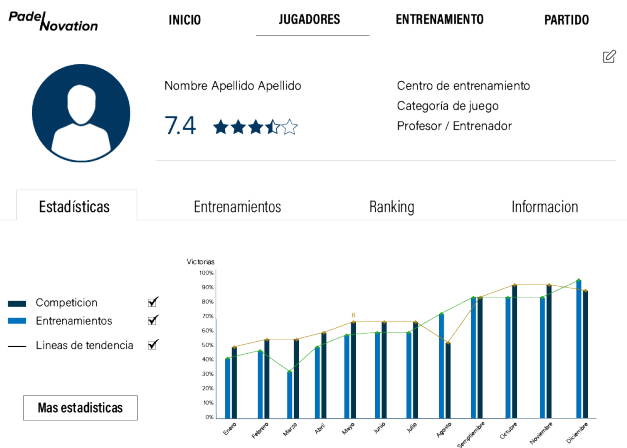 Padel
Novation
INICIO
JUGADORES
ENTRENAMIENTO
PARTIDO
Nombre Apellido Apellido
7.4
Centro de entrenamiento
Categoría de juego
Profesor / Entrenador
Estadísticas
Entrenamientos
Ranking
Informacion
Competicion
Entrenamientos
Lineas de tendencia
Mas estadisticas
Victorias
100%
90%
80%
70%
60%
50%
40%
30%
20%
10%
0%
Enero
Febrero
Marzo
Abril
Mayo
Junio
Julio
Agosto
Semptiembre
Octubre
Noviembre
Diciembre